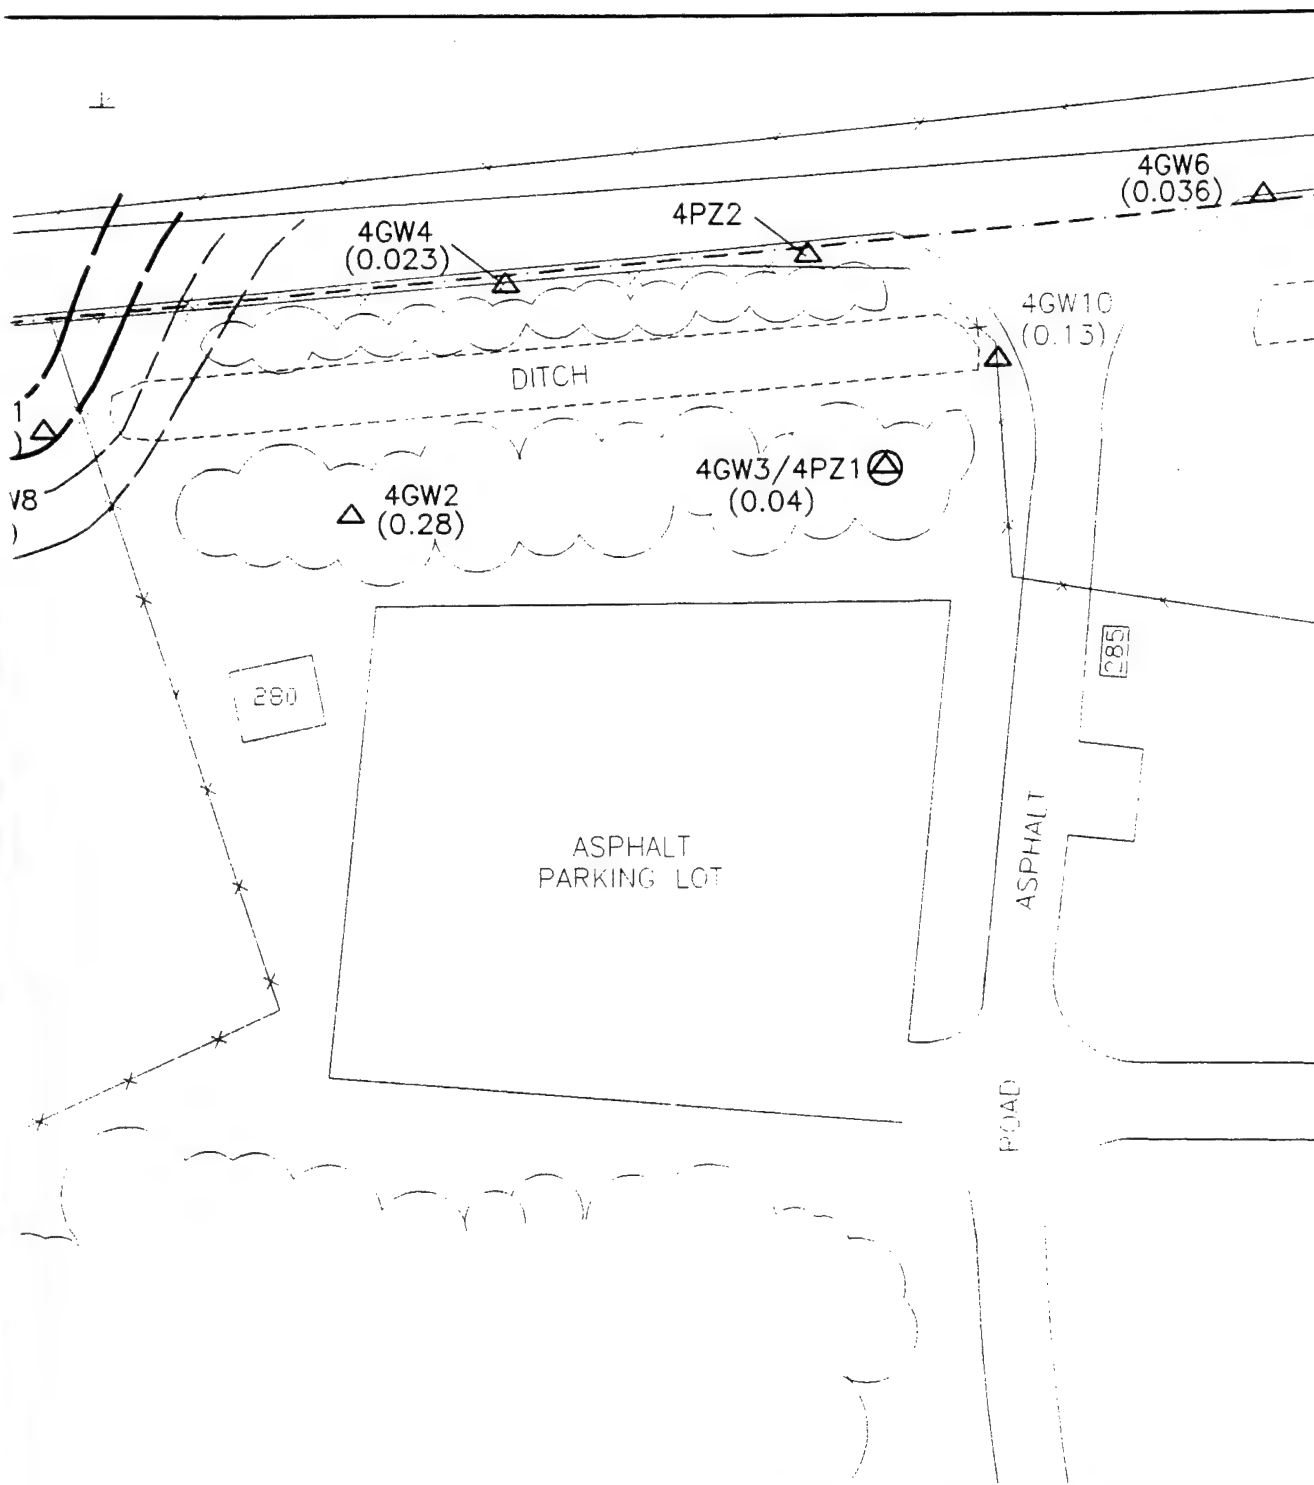 4GW6
(0.036)
4PZ2
4GW4
(0.023)
4GW10
(0.13)
DITCH
1
)
4GW3/4PZ1
(0.04)
W8
)
4GW2
(0.28)
285
280
ASPHALT
PARKING LOT
ASPHALT
ROAD